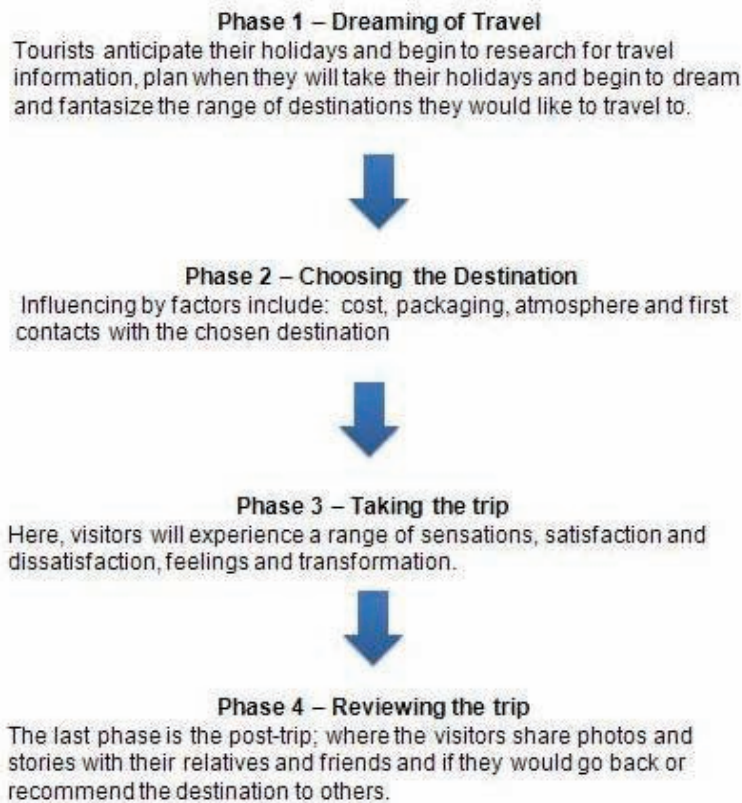 Phase 1 – Dreaming of Travel
Tourists anticipate their holidays and begin to research for travel
information, plan when they will take their holidays and begin to dream
and fantasize the range of destinations they would like to travel to.
Phase 2 – Choosing the Destination
Influencing by factors include: cost, packaging, atmosphere and first
contacts with the chosen destination
Phase 3 – Taking the trip
Here, visitors will experience a range of sensations, satisfaction and
dissatisfaction, feelings and transformation.
Phase 4 – Reviewing the trip
The last phase is the post-trip; where the visitors share photos and
stories with their relatives and friends and if they would go back or
recommend the destination to others.